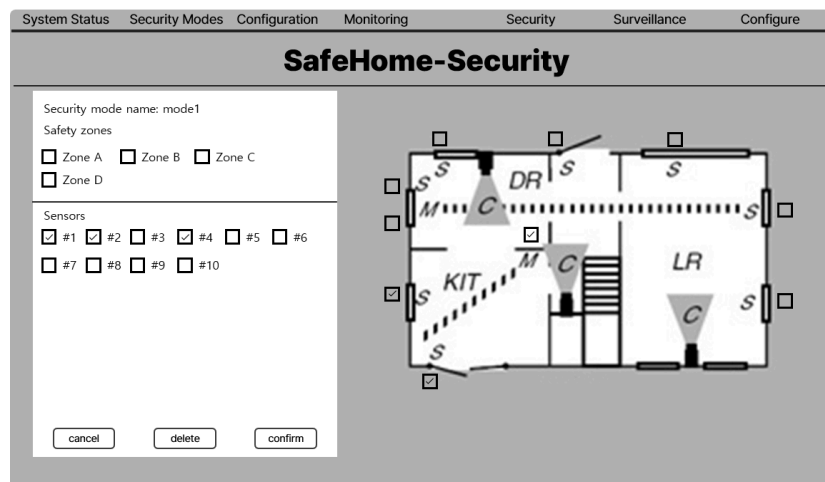 System Status Security Modes Configuration Monitoring Security Surveillance Configure
SafeHome-Security
Security mode name: mode1
Safety zones
Zone A Zone B Zone C
Zone D
Sensors
#1 #2 #3 #4 #5 #6
#7 #8 #9 #10
cancel delete confirm
S S S
S DR
M C S
M C
KIT LR
S S
C
S